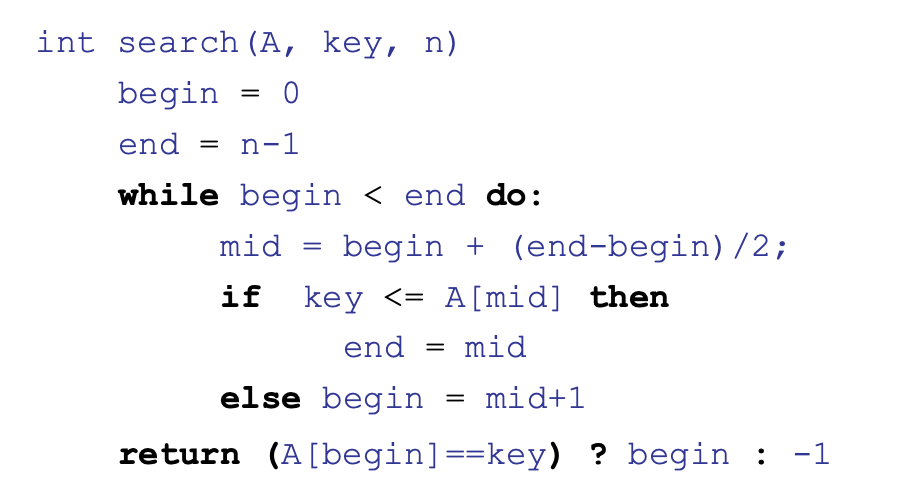 int search(A, key, n)
begin = 0
end = n-1
while begin < end do:
mid = begin + (end-begin)/2;
if key <= A[mid] then
end = mid
else begin = mid+1
return (A[begin]==key) ? begin : -1